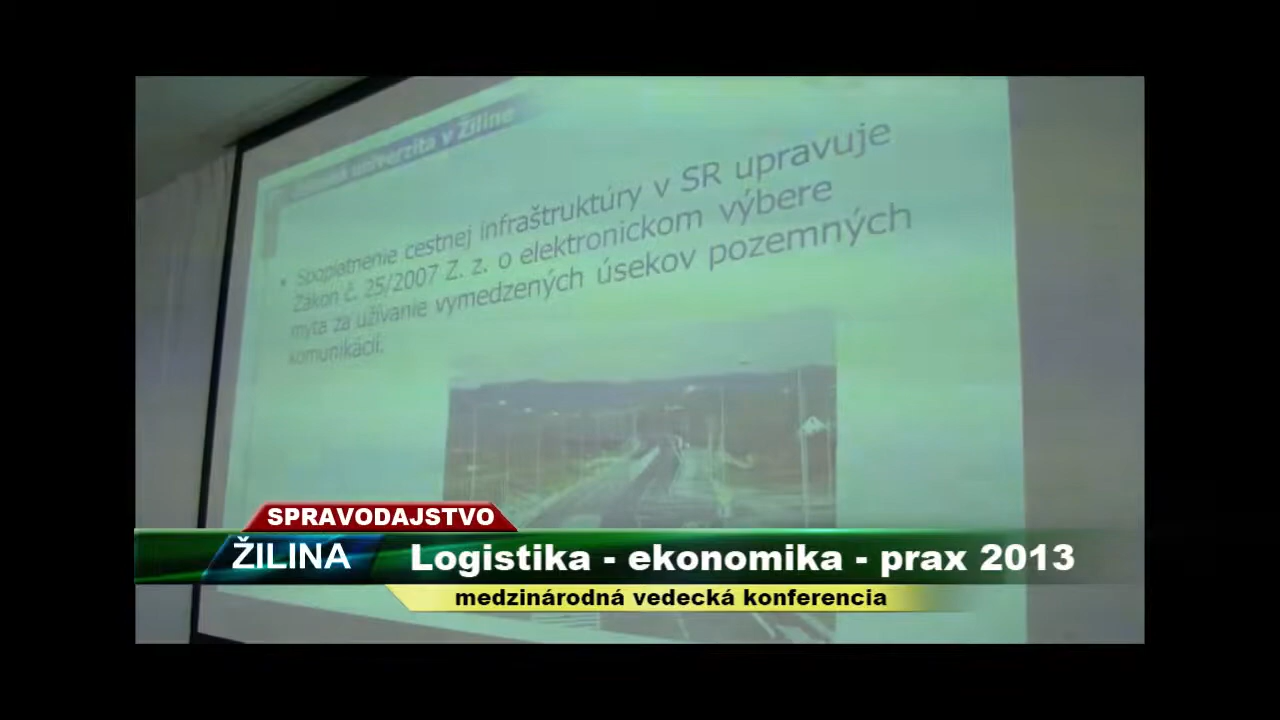 univerzita v Žiline
• Spoplatnenie cestnej infraštruktúry v SR upravuje
Zákon č. 25/2007 Z. z. o elektronickom výbere
mýta za užívanie vymedzených úsekov pozemných
komunikácií.
SPRAVODAJSTVO
ŽILINA Logistika - ekonomika - prax 2013
medzinárodná vedecká konferencia